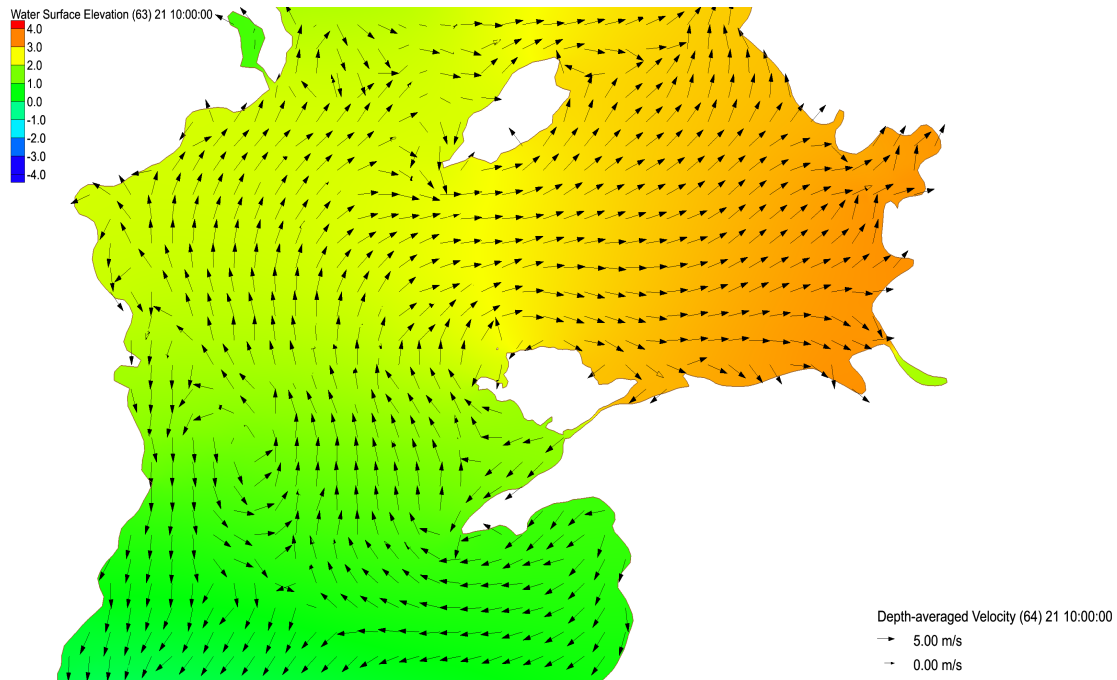 Water Surface Elevation (63) 21 10:00:00
4.0
3.0
2.0
1.0
0.0
-1.0
-2.0
-3.0
-4.0
Depth-averaged Velocity (64) 21 10:00:00
5.00 m/s
0.00 m/s